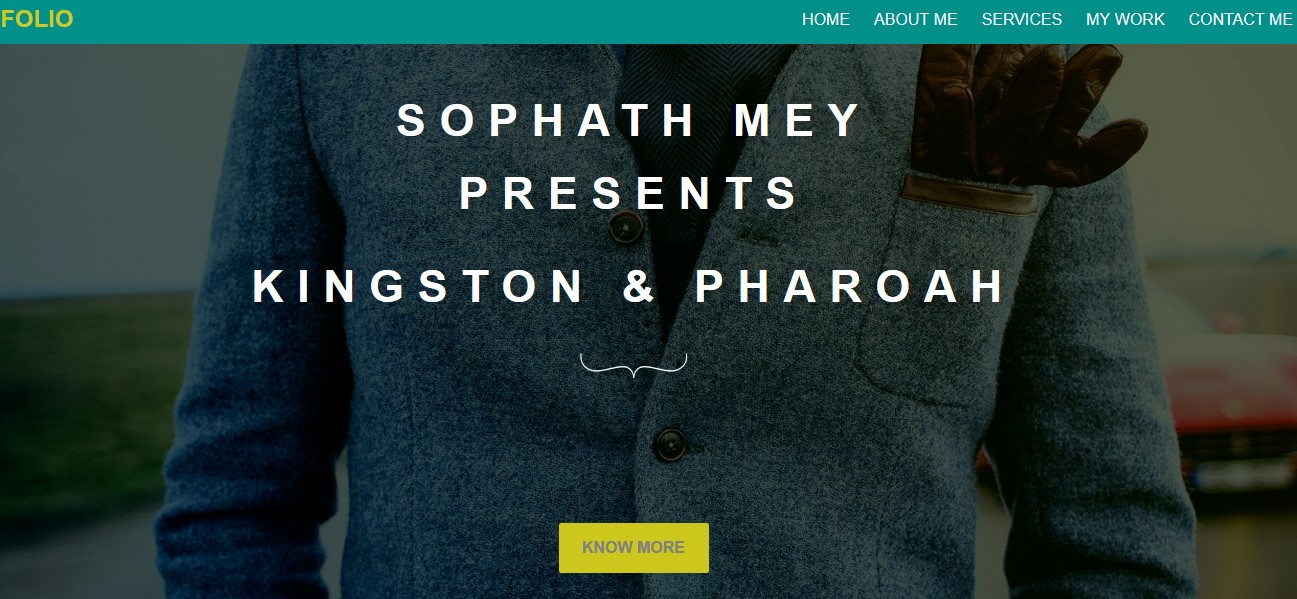 FOLIO
HOME ABOUT ME SERVICES MY WORK CONTACT ME
SOPHATH MEY
PRESENTS
KINGSTON & PHAROAH
KNOW MORE